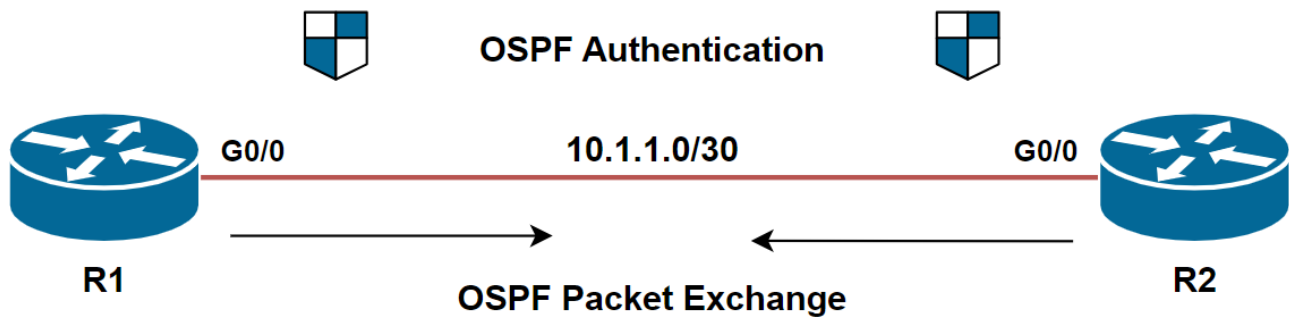 OSPF Authentication
G0/0
10.1.1.0/30
G0/0
R1
R2
OSPF Packet Exchange